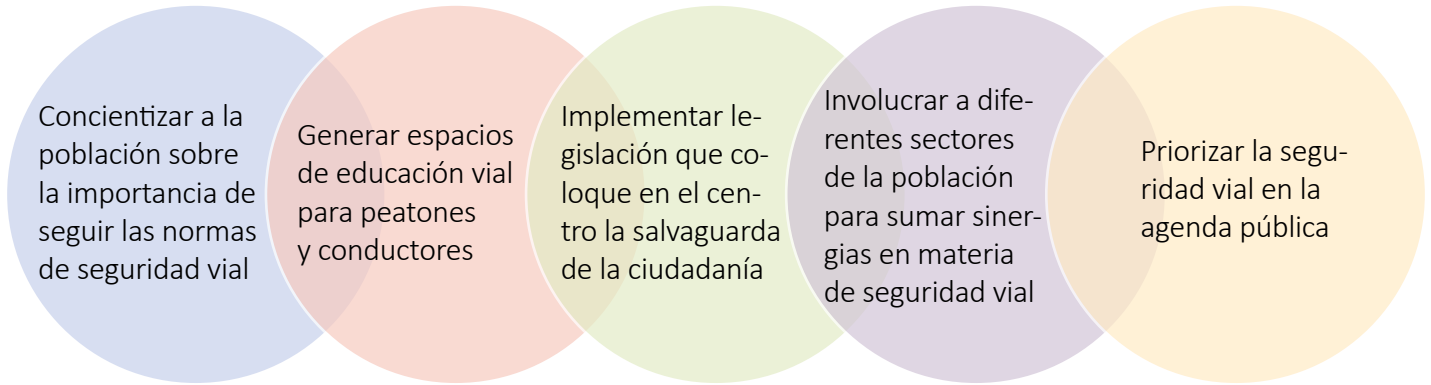 Concientizar a la
población sobre
la importancia de
seguir las normas
de seguridad vial
Generar espacios
de educación vial
para peatones
y conductores
Implementar le-
gislación que co-
loque en el cen-
tro la salvaguarda
de la ciudadanía
Involucrar a dife-
rentes sectores
de la población
para sumar siner-
gias en materia
de seguridad vial
Priorizar la segu-
ridad vial en la
agenda pública